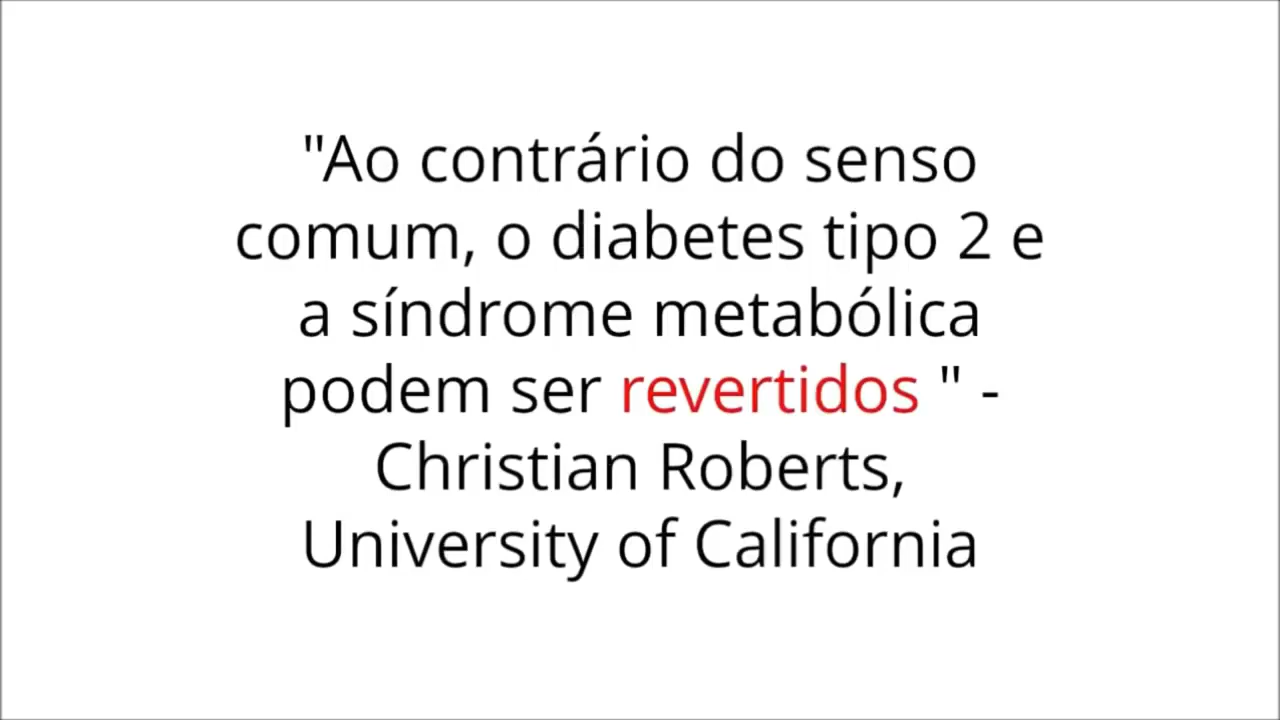 "Ao contrário do senso
comum, o diabetes tipo 2 e
a síndrome metabólica
podem ser revertidos " -
Christian Roberts,
University of California